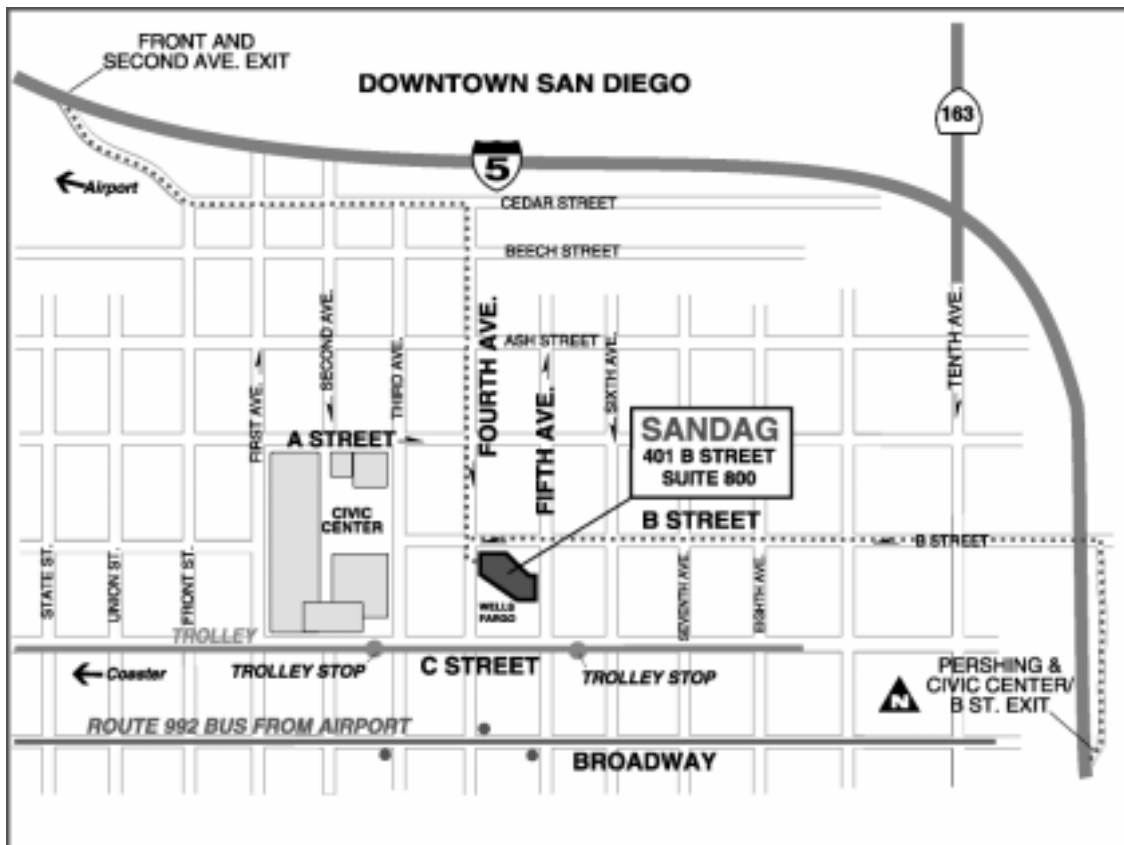 FRONT AND
SECOND AVE. EXIT
DOWNTOWN SAN DIEGO
163
5
Airport
CEDAR STREET
BEECH STREET
ASH STREET
FIRST AVE.
SECOND AVE.
THIRD AVE.
FOURTH AVE.
FIFTH AVE.
SIXTH AVE.
TENTH AVE.
A STREET
SANDAG
401 B STREET
SUITE 800
CIVIC
CENTER
B STREET
B STREET
STATE ST.
UNION ST.
FRONT ST.
WELLS
FARGO
SEVENTH AVE.
EIGHTH AVE.
TROLLEY
TROLLEY STOP
C STREET
TROLLEY STOP
Coaster
PERSHING &
CIVIC CENTER/
B ST. EXIT
N
ROUTE 992 BUS FROM AIRPORT
BROADWAY